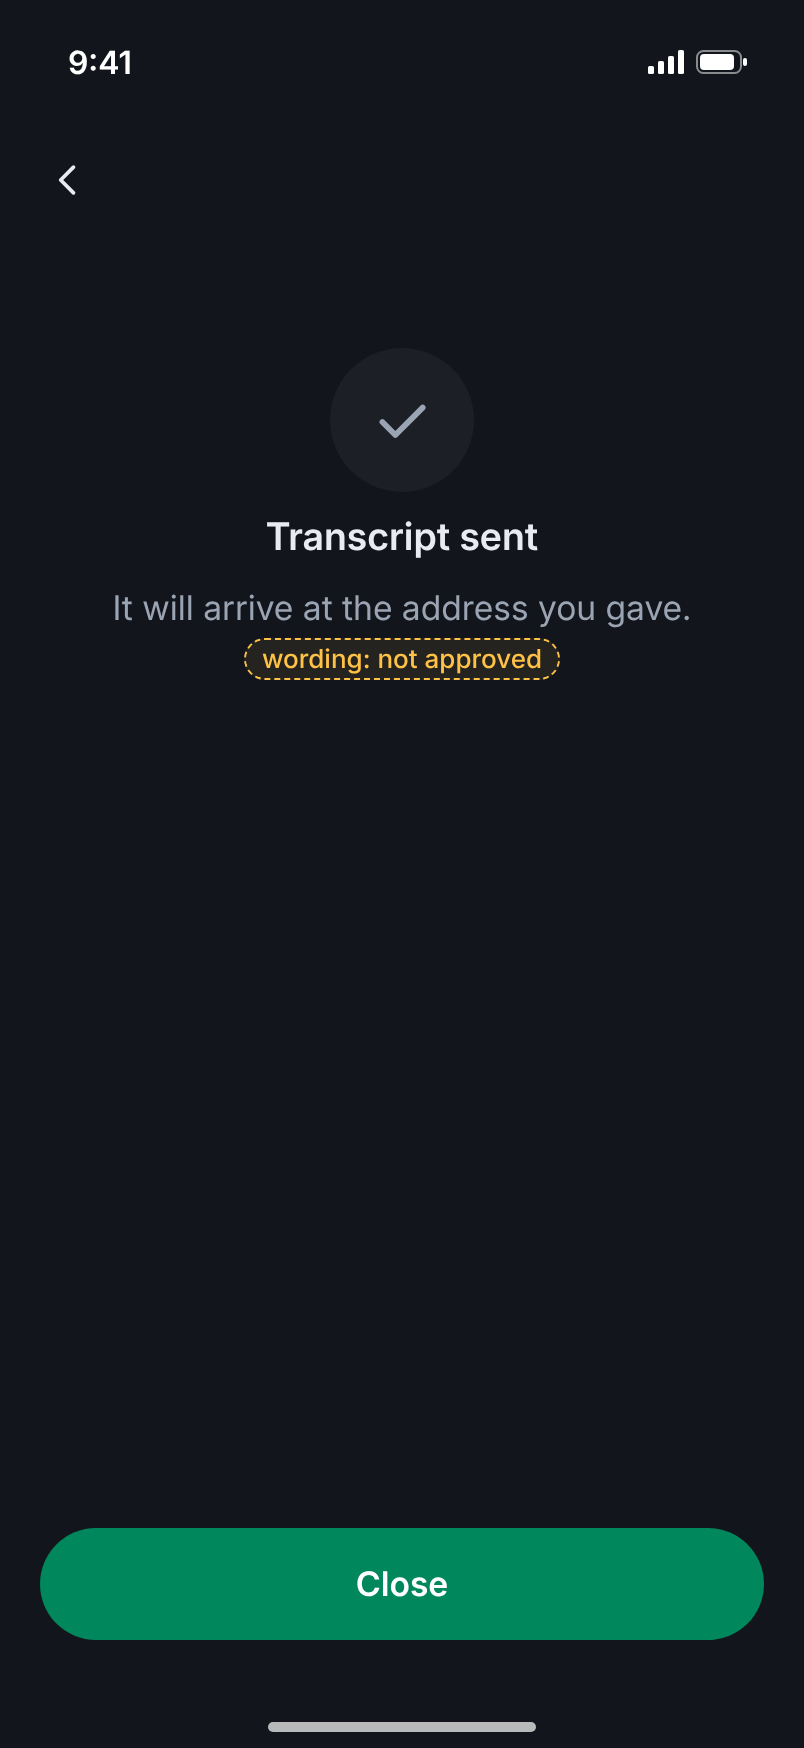 9:41
Transcript sent
It will arrive at the address you gave.
wording: not approved
Close